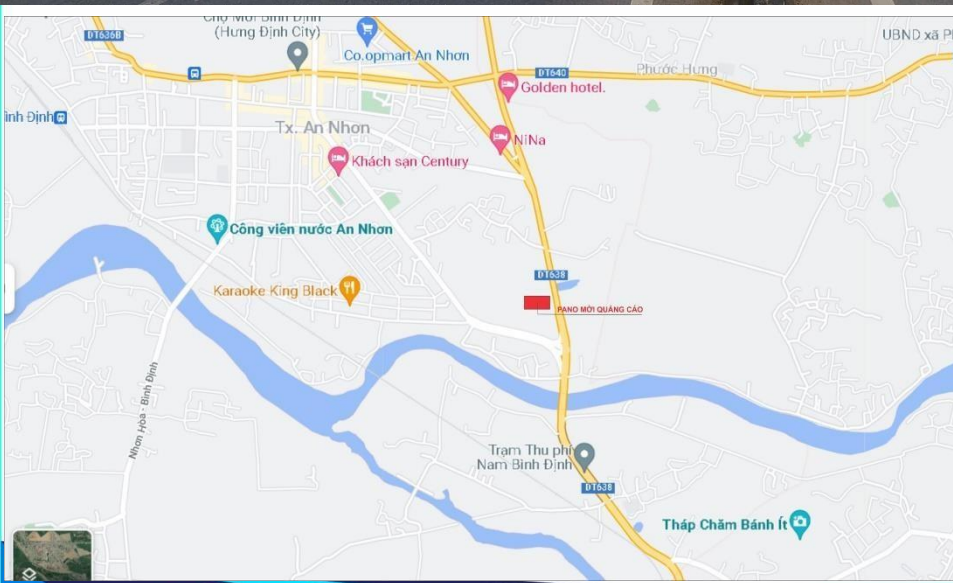 Chợ Mới Bình Định
(Hưng Định City)
UBND xã Ph
ĐT636B
Co.opmart An Nhơn
ĐT640
Phước Hưng
Golden hotel.
ình Định
Tx. An Nhơn
NiNa
Khách sạn Century
Công viên nước An Nhơn
ĐT638
Karaoke King Black
PANO MỜI QUẢNG CÁO
Nhơn Hòa - Bình Định
Trạm Thu phí
Nam Bình Định
ĐT638
Tháp Chăm Bánh Ít